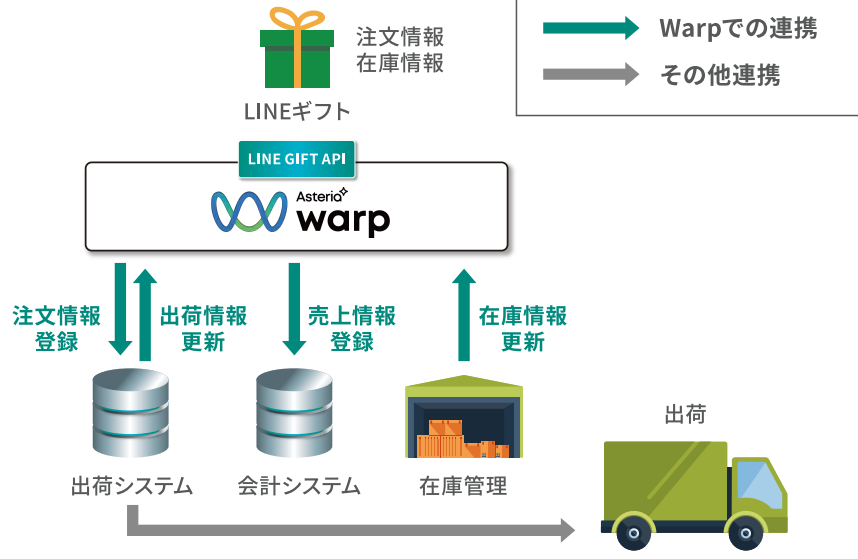 注文情報
在庫情報
LINEギフト
Warpでの連携
その他連携
LINE GIFT API
Asteria
warp
注文情報
登録
出荷情報
更新
売上情報
登録
在庫情報
更新
出荷システム
会計システム
在庫管理
出荷